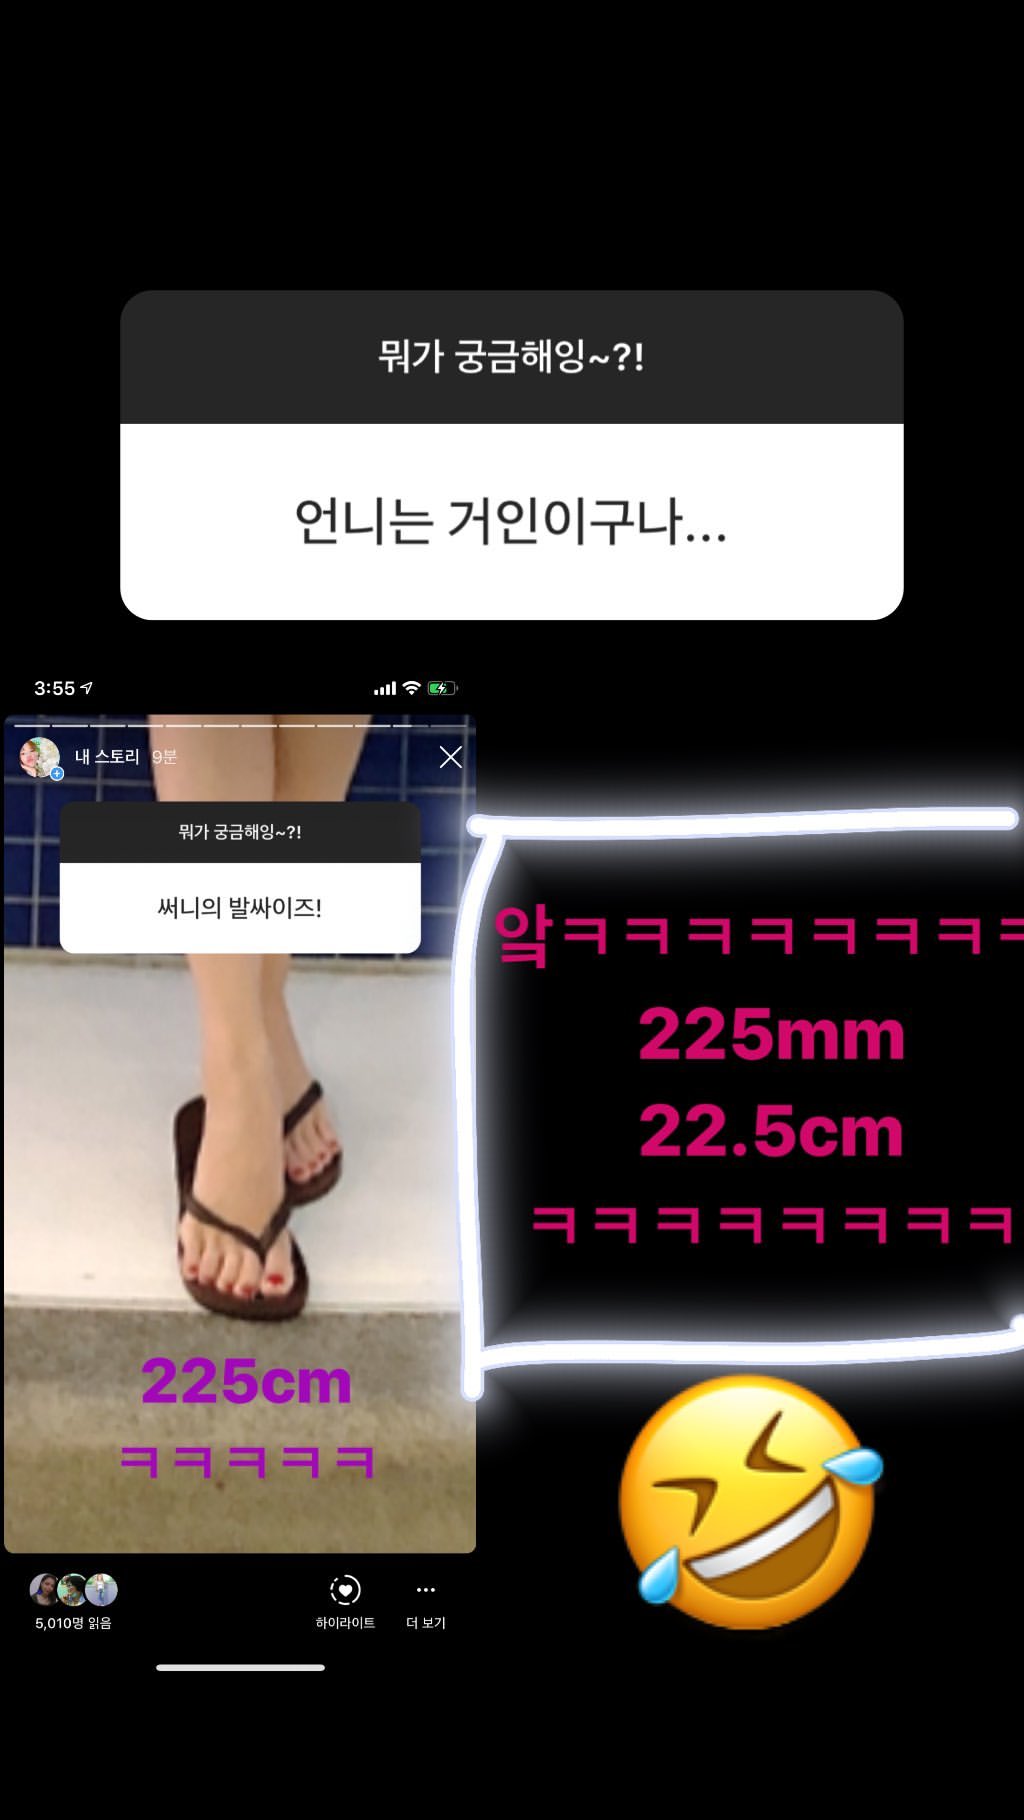 뭐가 궁금해잉~?!
언니는 거인이구나...
3:55
내 스토리 9분
뭐가 궁금해잉~?!
써니의 발싸이즈!
225cm
ㅋㅋㅋㅋㅋ
5,010명 읽음
하이라이트
더 보기
앜ㅋㅋㅋㅋㅋㅋㅋㅋ
225mm
22.5cm
ㅋㅋㅋㅋㅋㅋㅋㅋ